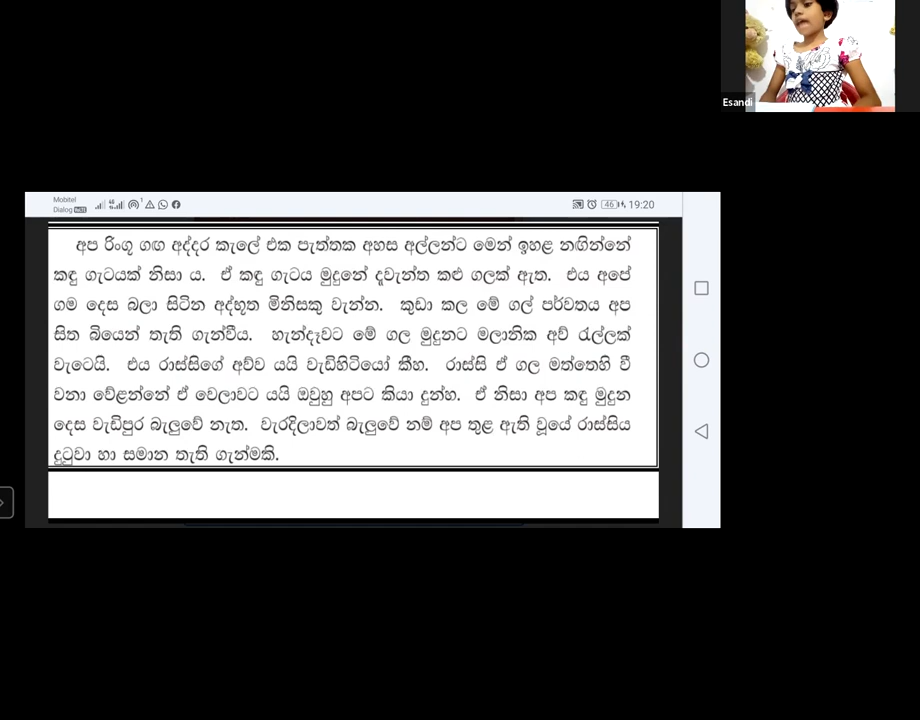 Esandi
Mobitel
Dialog
46 19:20
අප රිංගූ ගඟ අද්දර කැලේ එක පැත්තක අහස අල්ලන්ට මෙන් ඉහළ නඟින්නේ
කඳු ගැටයක් නිසා ය. ඒ කඳු ගැටය මුදුනේ දැවැන්ත කළු ගලක් ඇත. එය අපේ
ගම දෙස බලා සිටින අද්භූත මිනිසකු වැන්න. කුඩා කල මේ ගල් පර්වතය අප
සිත බියෙන් තැති ගැන්වීය. හැන්දෑවට මේ ගල මුදුනට මලානික අව් රැල්ලක්
වැටෙයි. එය රාස්සිගේ අව්ව යයි වැඩිහිටියෝ කීහ. රාස්සි ඒ ගල මත්තෙහි වී
වනා වේළන්නේ ඒ වෙලාවට යයි ඔවුහු අපට කියා දුන්හ. ඒ නිසා අප කඳු මුදුන
දෙස වැඩිපුර බැලුවේ නැත. වැරදිලාවත් බැලුවේ නම් අප තුළ ඇති වූයේ රාස්සිය
දුටුවා හා සමාන තැති ගැන්මකි.